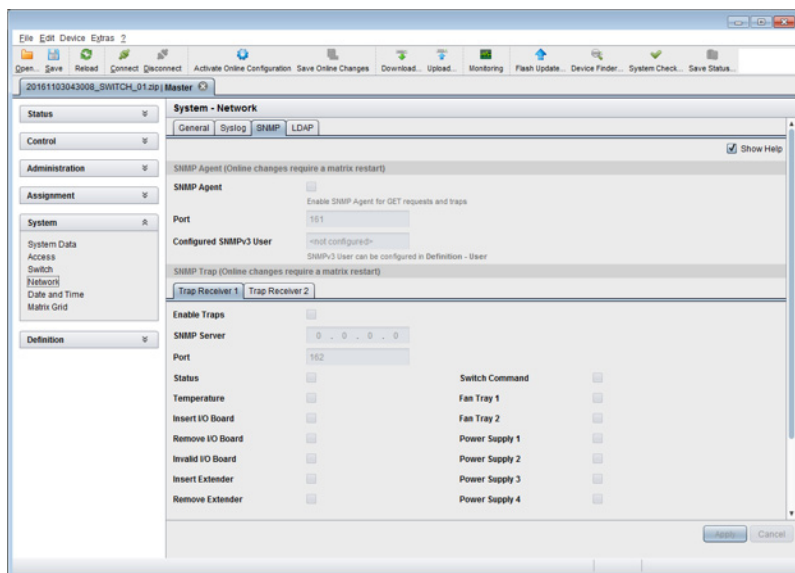 File Edit Device Extras ?
Open... Save Reload Connect Disconnect Activate Online Configuration Save Online Changes Download... Upload... Monitoring Flash Update... Device Finder... System Check... Save Status...
20161103043008_SWITCH_01.zip | Master
Status
Control
Administration
Assignment
System
System Data
Access
Switch
Network
Date and Time
Matrix Grid
Definition
System - Network
General Syslog SNMP LDAP
Show Help
SNMP Agent (Online changes require a matrix restart)
SNMP Agent
Enable SNMP Agent for GET requests and traps
Port 161
Configured SNMPv3 User <not configured>
SNMPv3 User can be configured in Definition - User
SNMP Trap (Online changes require a matrix restart)
Trap Receiver 1 Trap Receiver 2
Enable Traps
SNMP Server 0 . 0 . 0 . 0
Port 162
Status Switch Command
Temperature Fan Tray 1
Insert I/O Board Fan Tray 2
Remove I/O Board Power Supply 1
Invalid I/O Board Power Supply 2
Insert Extender Power Supply 3
Remove Extender Power Supply 4
Apply Cancel